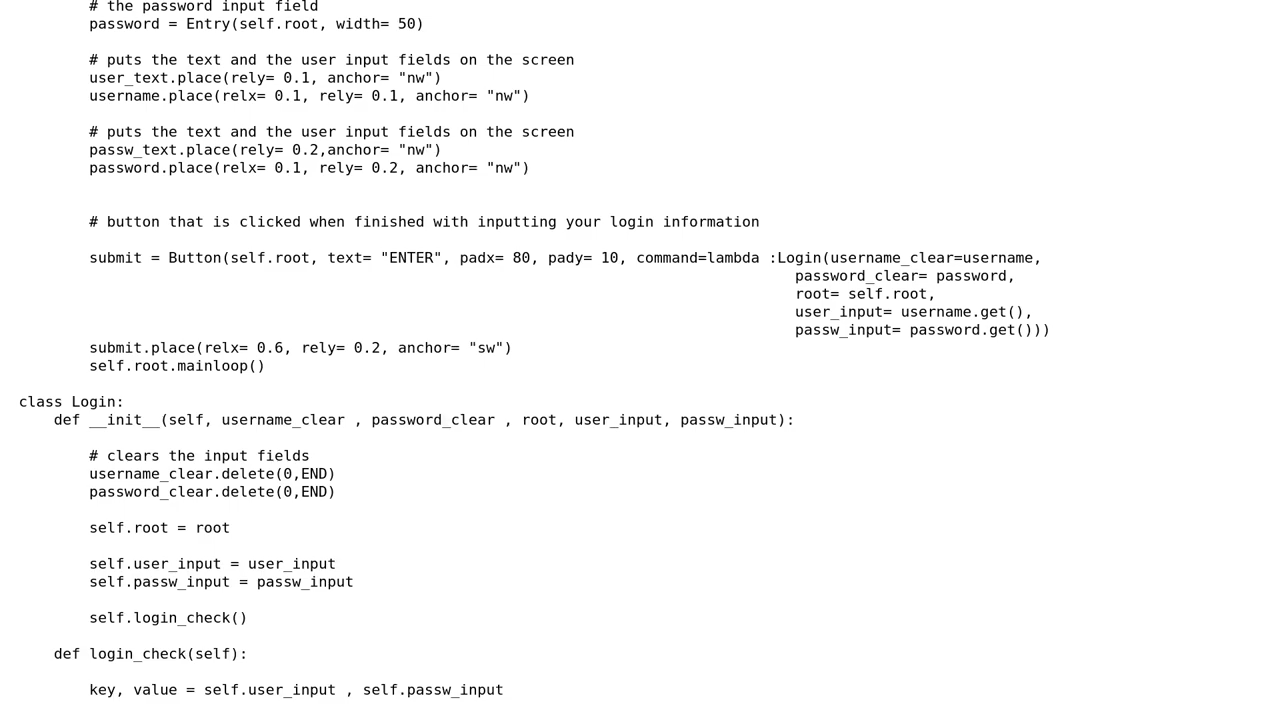 # the password input field
password = Entry(self.root, width= 50)
# puts the text and the user input fields on the screen
user_text.place(rely= 0.1, anchor= "nw")
username.place(relx= 0.1, rely= 0.1, anchor= "nw")
# puts the text and the user input fields on the screen
passw_text.place(rely= 0.2,anchor= "nw")
password.place(relx= 0.1, rely= 0.2, anchor= "nw")
# button that is clicked when finished with inputting your login information
submit = Button(self.root, text= "ENTER", padx= 80, pady= 10, command=lambda :Login(username_clear=username,
password_clear= password,
root= self.root,
user_input= username.get(),
passw_input= password.get()))
submit.place(relx= 0.6, rely= 0.2, anchor= "sw")
self.root.mainloop()
class Login:
def __init__(self, username_clear , password_clear , root, user_input, passw_input):
# clears the input fields
username_clear.delete(0,END)
password_clear.delete(0,END)
self.root = root
self.user_input = user_input
self.passw_input = passw_input
self.login_check()
def login_check(self):
key, value = self.user_input , self.passw_input